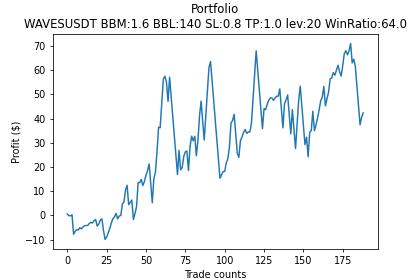 Portfolio
WAVESUSDT BBM:1.6 BBL:140 SL:0.8 TP:1.0 lev:20 WinRatio:64.0
Profit ($)
70
60
50
40
30
20
10
0
−10
0 25 50 75 100 125 150 175
Trade counts